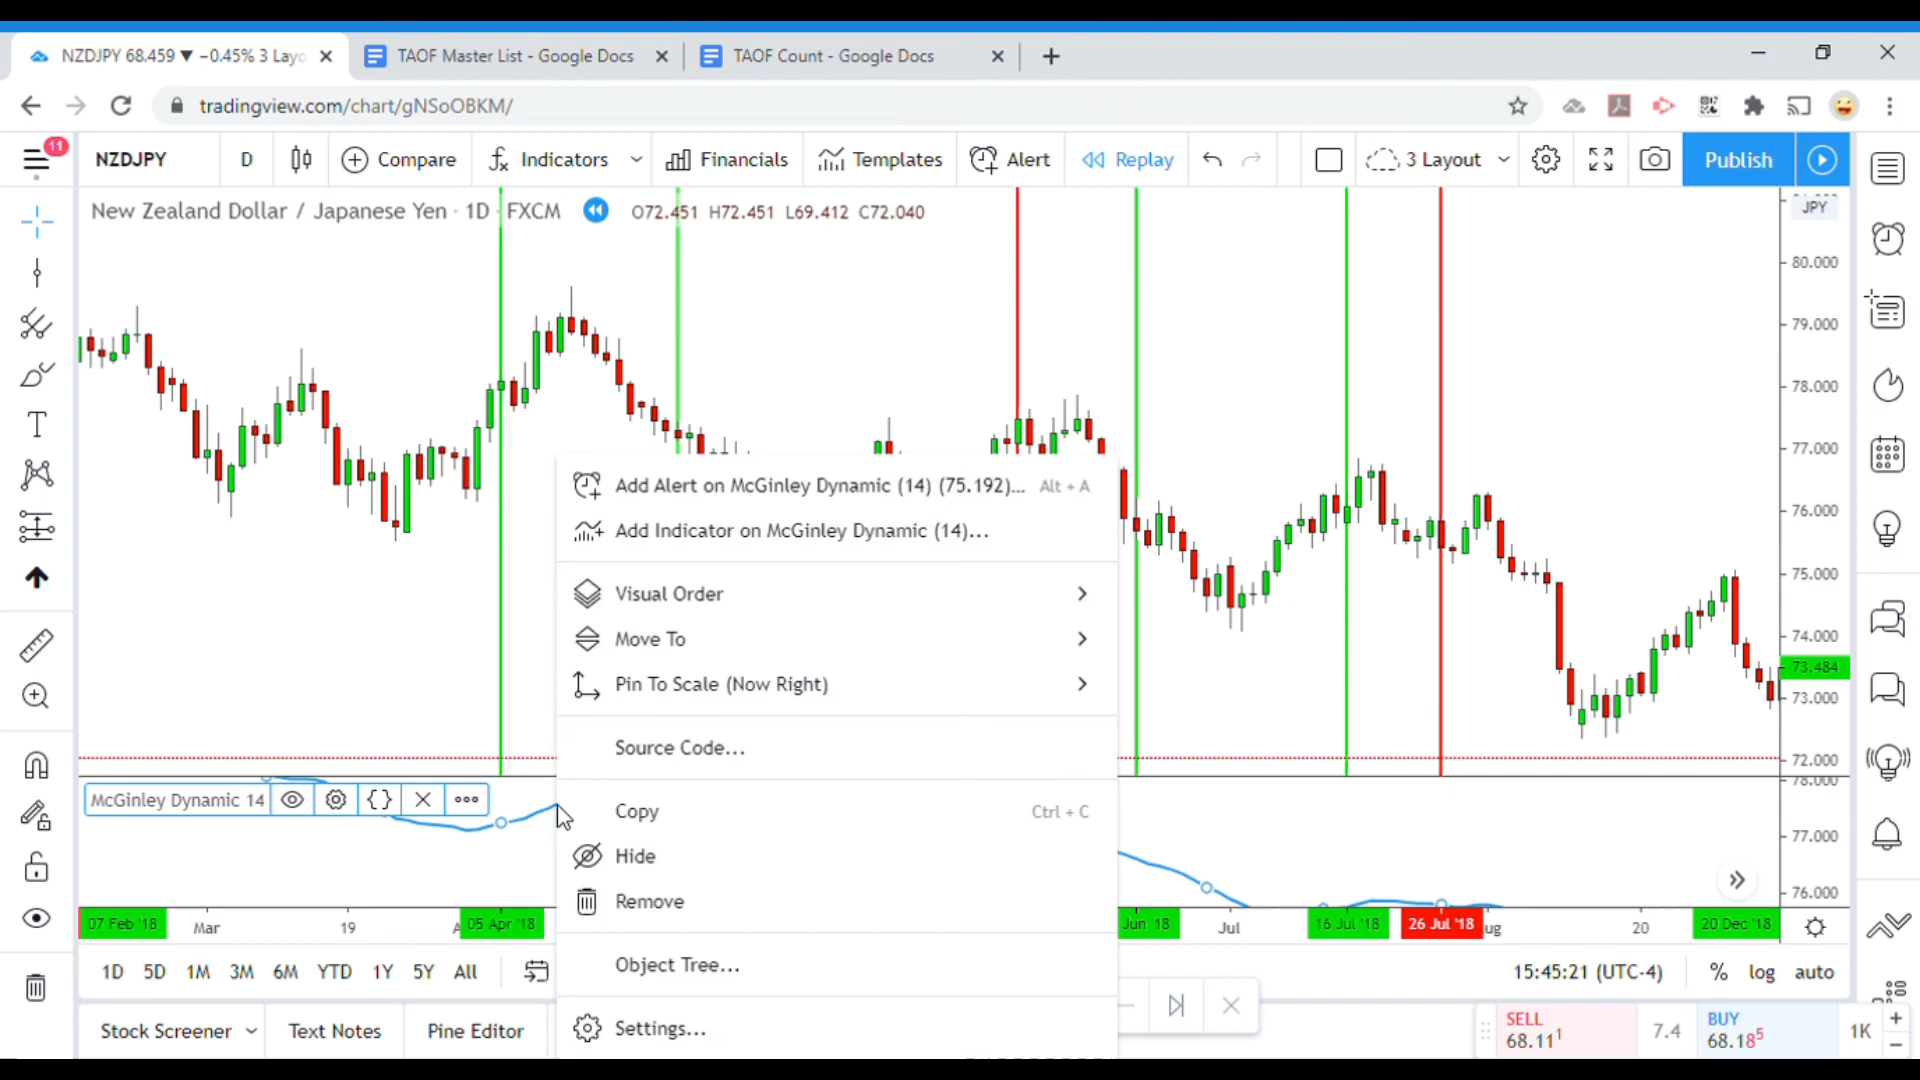 NZDJPY 68.459 ▼ −0.45% 3 Layo
TAOF Master List - Google Docs
TAOF Count - Google Docs
tradingview.com/chart/gNSoOBKM/
11
NZDJPY
D
Compare
Indicators
Financials
Templates
Alert
Replay
3 Layout
Publish
New Zealand Dollar / Japanese Yen · 1D · FXCM
O72.451 H72.451 L69.412 C72.040
JPY
80.000
79.000
78.000
77.000
76.000
75.000
74.000
73.484
73.000
72.000
78.000
77.000
76.000
Add Alert on McGinley Dynamic (14) (75.192)... Alt + A
Add Indicator on McGinley Dynamic (14)...
Visual Order
Move To
Pin To Scale (Now Right)
Source Code...
Copy Ctrl + C
Hide
Remove
Object Tree...
Settings...
McGinley Dynamic 14
07 Feb '18
Mar
19
A
05 Apr '18
Jun '18
Jul
16 Jul '18
26 Jul '18
ug
20
20 Dec '18
1D 5D 1M 3M 6M YTD 1Y 5Y All
15:45:21 (UTC-4)
% log auto
Stock Screener
Text Notes
Pine Editor
SELL
68.11¹
7.4
BUY
68.18⁵
1K